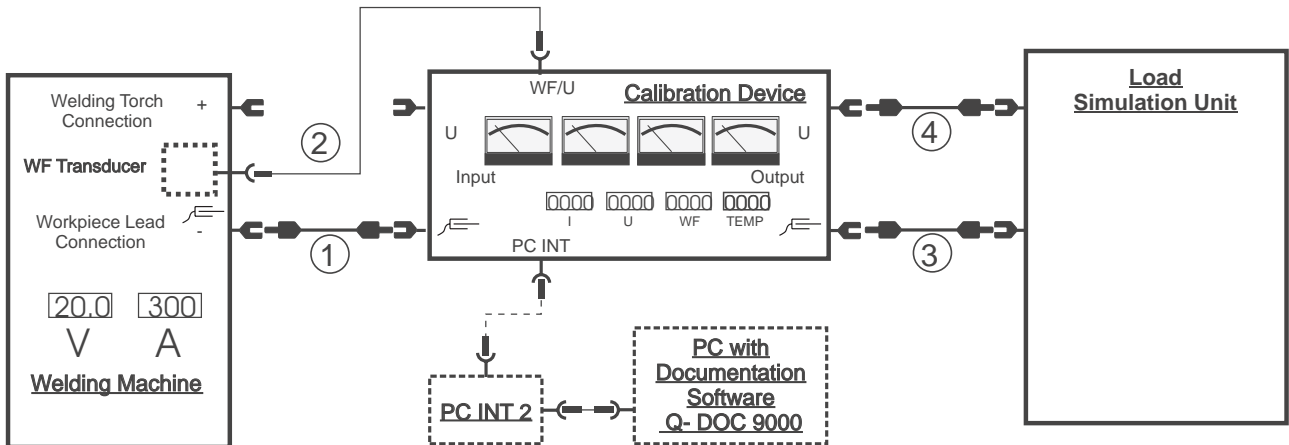 Welding Torch
Connection
+
WF Transducer
Workpiece Lead
Connection
-
20.0
300
V
A
Welding Machine
2
1
WF/U
Calibration Device
U
U
Input
Output
0000
0000
0000
0000
I
U
WF
TEMP
PC INT
4
3
Load
Simulation Unit
PC INT 2
PC with
Documentation
Software
Q- DOC 9000